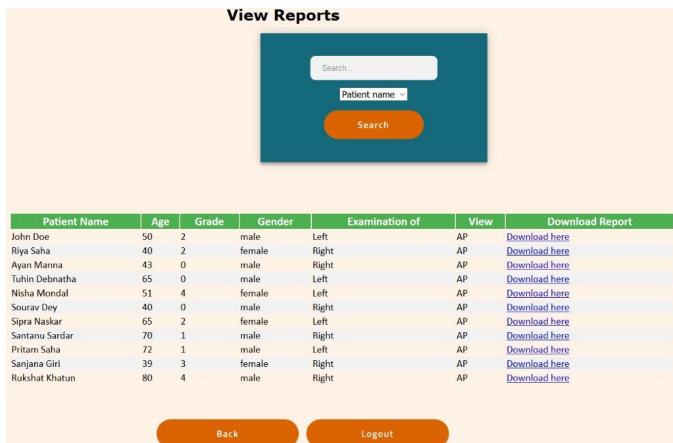 View Reports
Search...
Patient name
Search
Patient Name Age Grade Gender Examination of View Download Report
John Doe 50 2 male Left AP Download here
Riya Saha 40 2 female Right AP Download here
Ayan Manna 43 0 male Right AP Download here
Tuhin Debnatha 65 0 male Left AP Download here
Nisha Mondal 51 4 female Left AP Download here
Sourav Dey 40 0 male Right AP Download here
Sipra Naskar 65 2 female Left AP Download here
Santanu Sardar 70 1 male Right AP Download here
Pritam Saha 72 1 male Left AP Download here
Sanjana Giri 39 3 female Right AP Download here
Rukshat Khatun 80 4 male Right AP Download here
Back Logout